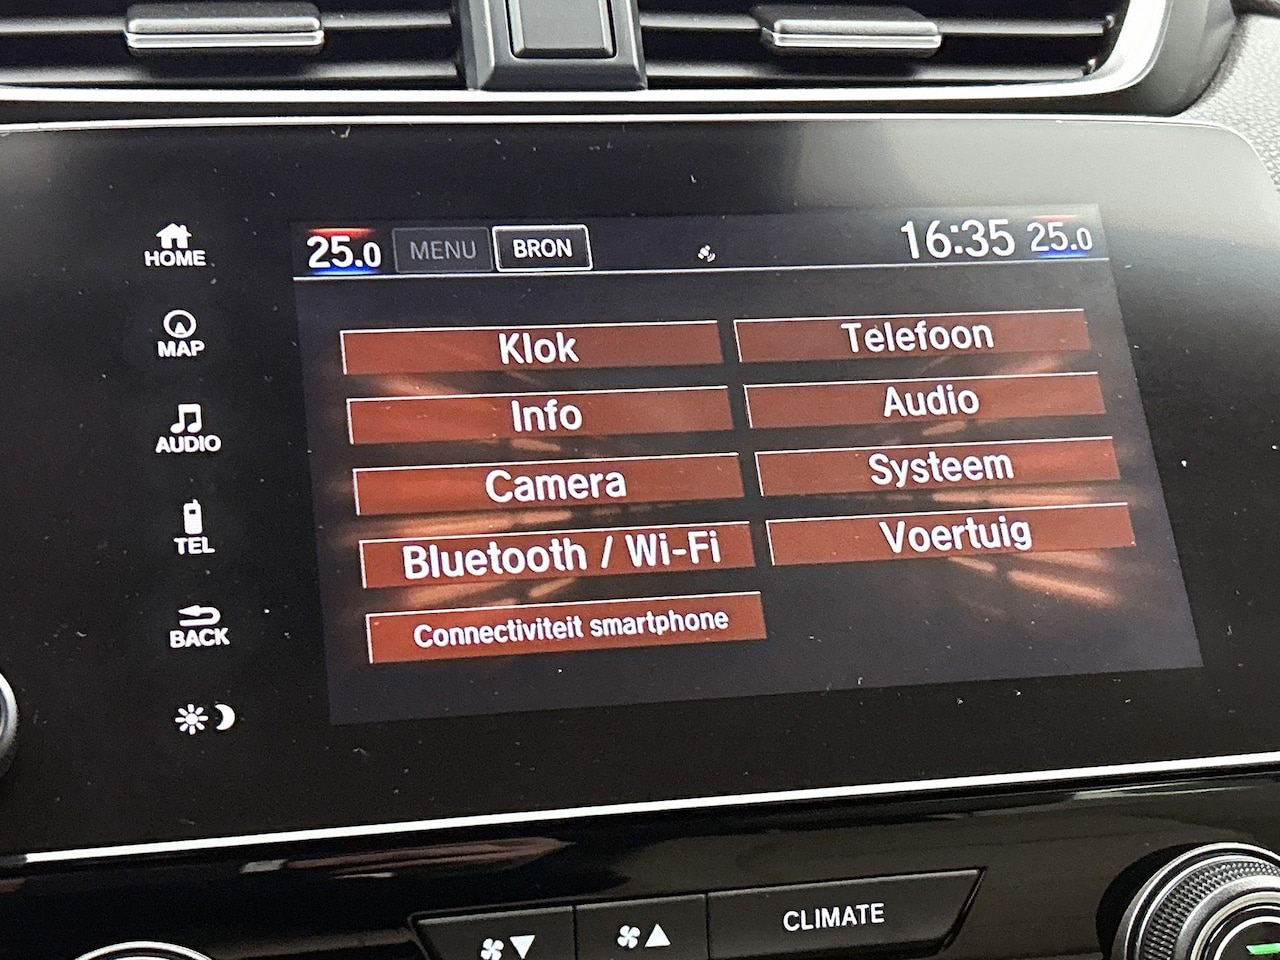 HOME
MAP
AUDIO
TEL
BACK
25.0 MENU BRON 16:35 25.0
Klok Telefoon
Info Audio
Camera Systeem
Bluetooth / Wi-Fi Voertuig
Connectiviteit smartphone
CLIMATE